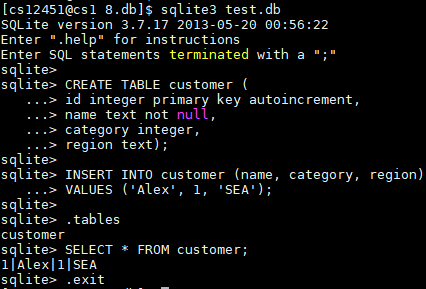 [cs12451@cs1 8.db]$ sqlite3 test.db
SQLite version 3.7.17 2013-05-20 00:56:22
Enter ".help" for instructions
Enter SQL statements terminated with a ";"
sqlite>
sqlite> CREATE TABLE customer (
   ...> id integer primary key autoincrement,
   ...> name text not null,
   ...> category integer,
   ...> region text);
sqlite>
sqlite> INSERT INTO customer (name, category, region)
   ...> VALUES ('Alex', 1, 'SEA');
sqlite>
sqlite> .tables
customer
sqlite> SELECT * FROM customer;
1|Alex|1|SEA
sqlite> .exit